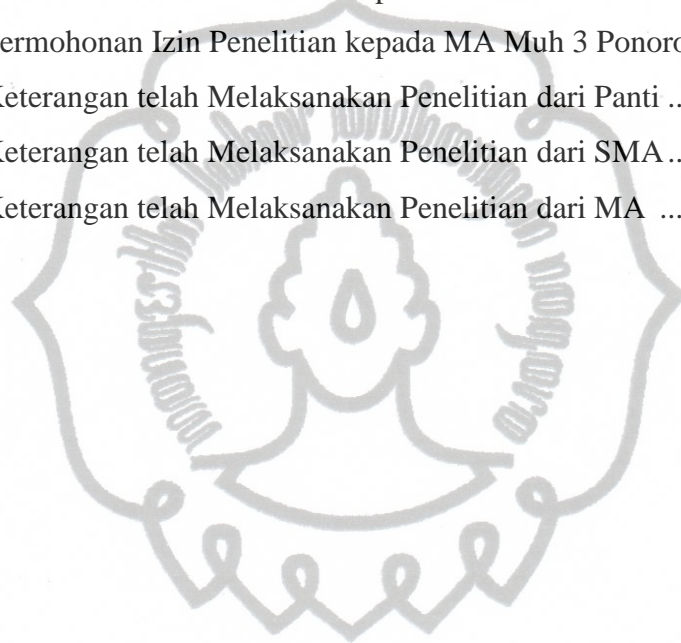 ermohonan Izin Penelitian kepada MA Muh 3 Ponoro
Keterangan telah Melaksanakan Penelitian dari Panti ..
Keterangan telah Melaksanakan Penelitian dari SMA ..
Keterangan telah Melaksanakan Penelitian dari MA ...